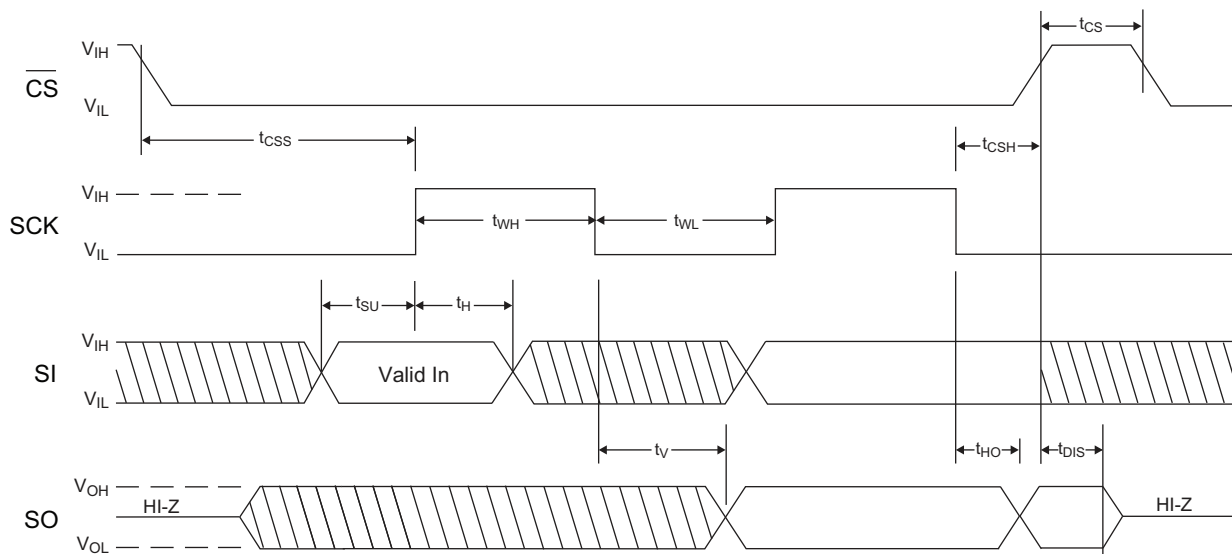 tCS
VIH
CS
VIL
tCSS
tCSH
VIH
SCK
tWH
tWL
VIL
tSU
tH
VIH
SI
Valid In
VIL
tV
tHO
tDIS
VOH
HI-Z
HI-Z
SO
VOL